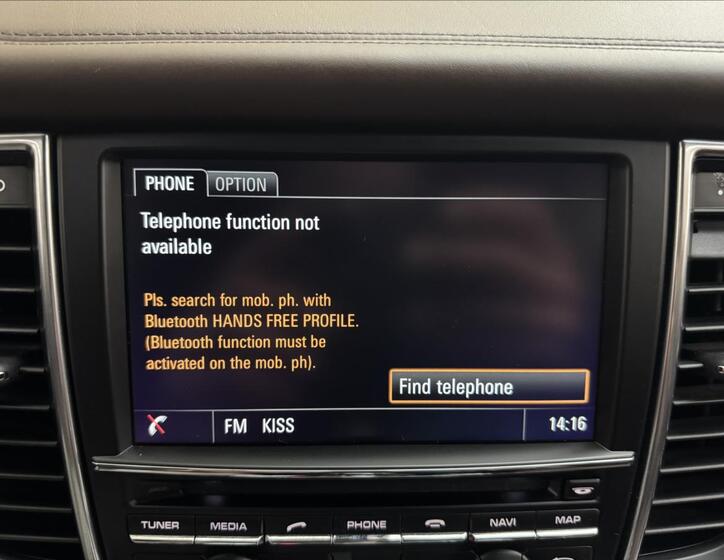 PHONE OPTION
Telephone function not
available
Pls. search for mob. ph. with
Bluetooth HANDS FREE PROFILE.
(Bluetooth function must be
activated on the mob. ph).
Find telephone
FM KISS 14:16
TUNER MEDIA PHONE NAVI MAP